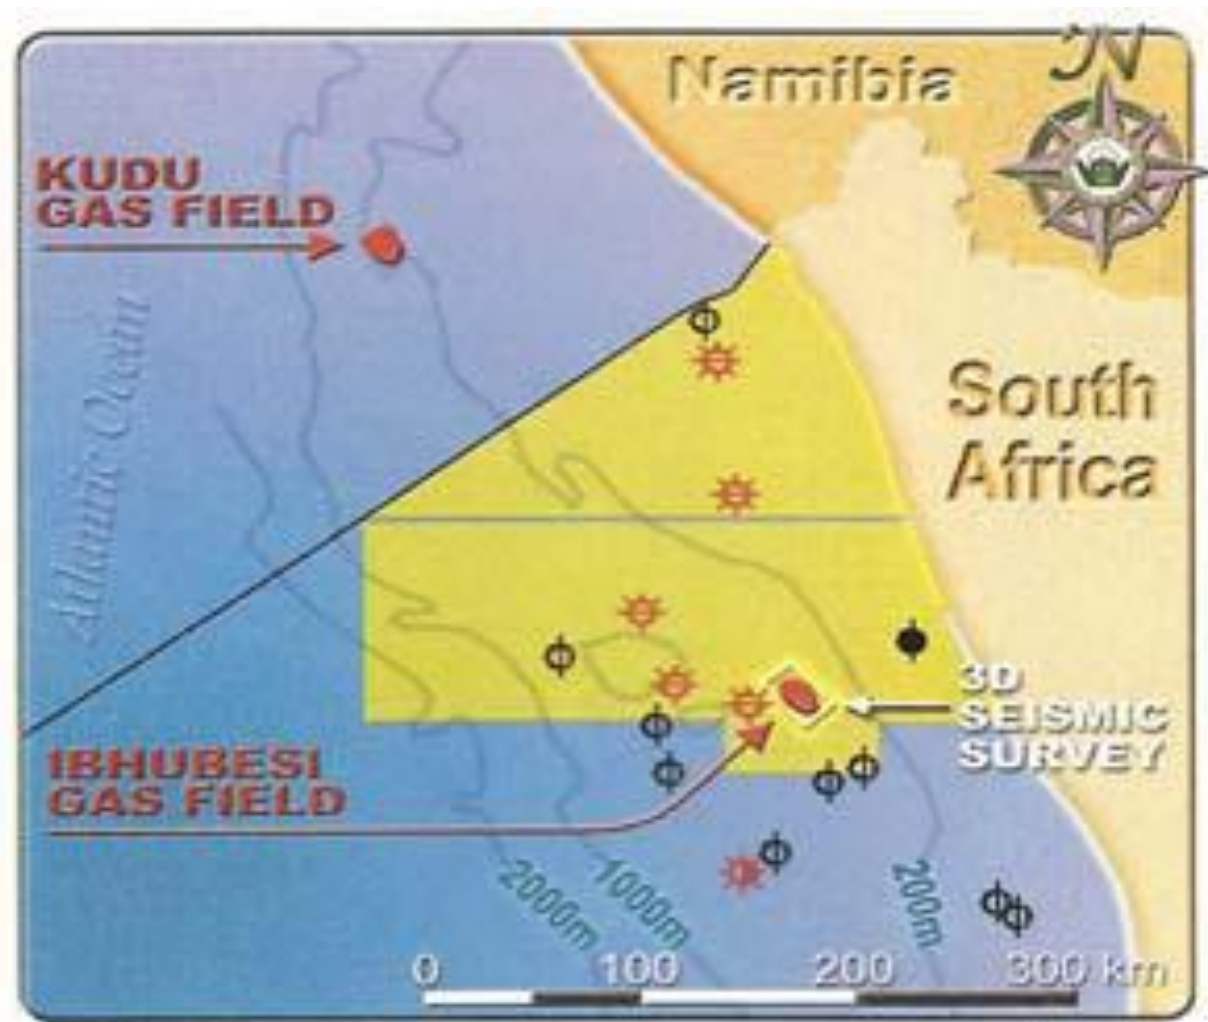 N
Namibia
KUDU
GAS FIELD
Atlantic Ocean
South
Africa
3D
SEISMIC
SURVEY
IBHUBESI
GAS FIELD
2000m
1000m
200m
0 100 200 300 km